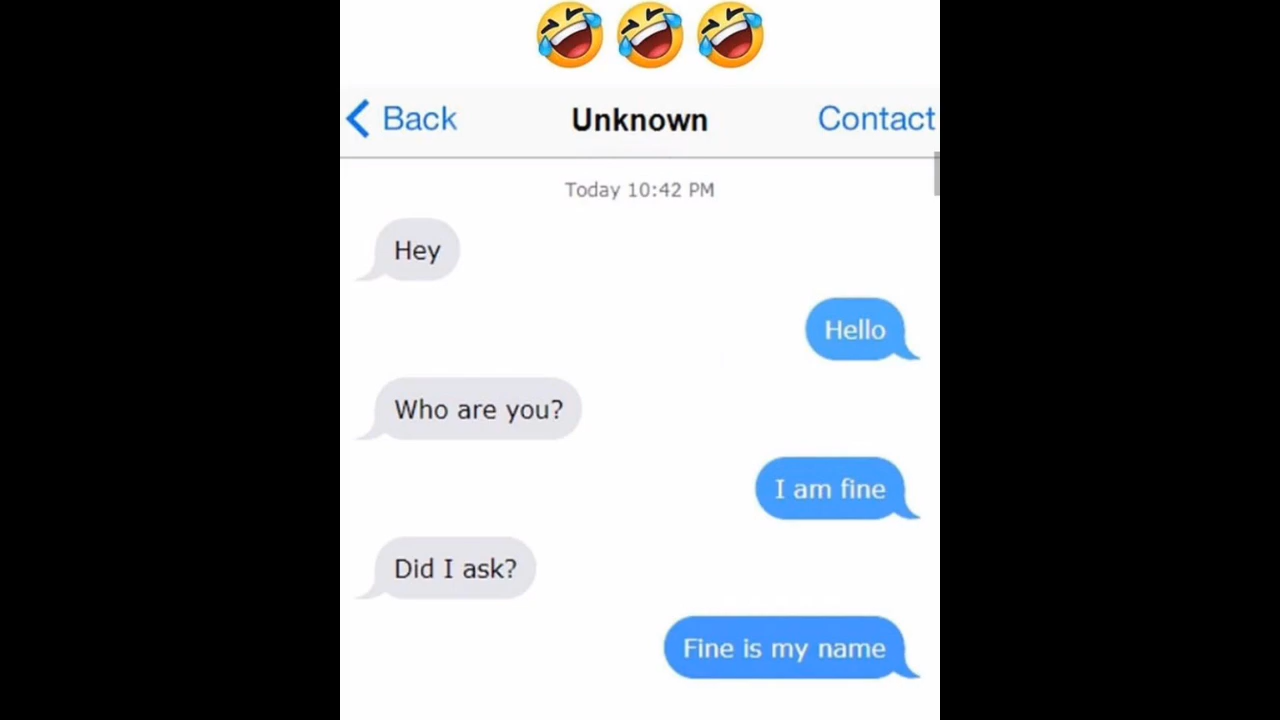 Back Unknown Contact
Today 10:42 PM
Hey
Hello
Who are you?
I am fine
Did I ask?
Fine is my name